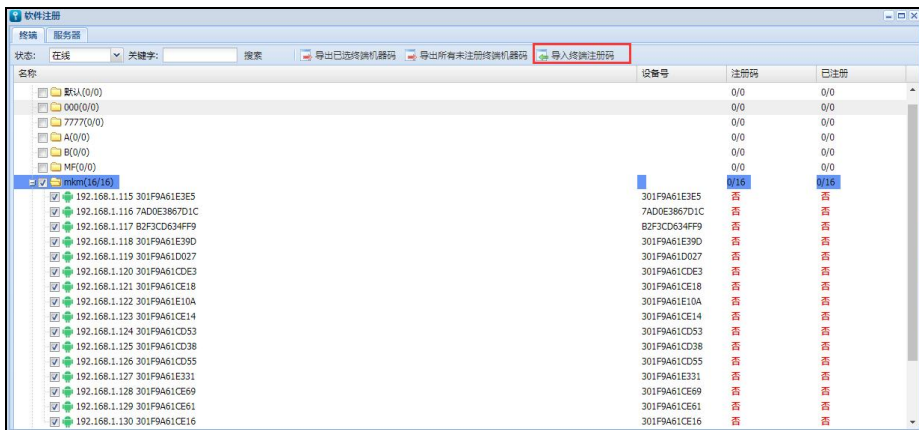 软件注册
终端 服务器
状态: 在线 关键字: 搜索 导出已选终端机器码 导出所有未注册终端机器码 导入终端注册码
名称 设备号 注册码 已注册
默认(0/0) 0/0 0/0
000(0/0) 0/0 0/0
7777(0/0) 0/0 0/0
A(0/0) 0/0 0/0
B(0/0) 0/0 0/0
MF(0/0) 0/0 0/0
mkm(16/16) 0/16 0/16
192.168.1.115 301F9A61E3E5 301F9A61E3E5 否 否
192.168.1.116 7AD0E3867D1C 7AD0E3867D1C 否 否
192.168.1.117 B2F3CD634FF9 B2F3CD634FF9 否 否
192.168.1.118 301F9A61E39D 301F9A61E39D 否 否
192.168.1.119 301F9A61D027 301F9A61D027 否 否
192.168.1.120 301F9A61CDE3 301F9A61CDE3 否 否
192.168.1.121 301F9A61CE18 301F9A61CE18 否 否
192.168.1.122 301F9A61E10A 301F9A61E10A 否 否
192.168.1.123 301F9A61CE14 301F9A61CE14 否 否
192.168.1.124 301F9A61CD53 301F9A61CD53 否 否
192.168.1.125 301F9A61CD38 301F9A61CD38 否 否
192.168.1.126 301F9A61CD55 301F9A61CD55 否 否
192.168.1.127 301F9A61E331 301F9A61E331 否 否
192.168.1.128 301F9A61CE69 301F9A61CE69 否 否
192.168.1.129 301F9A61CE61 301F9A61CE61 否 否
192.168.1.130 301F9A61CE16 301F9A61CE16 否 否